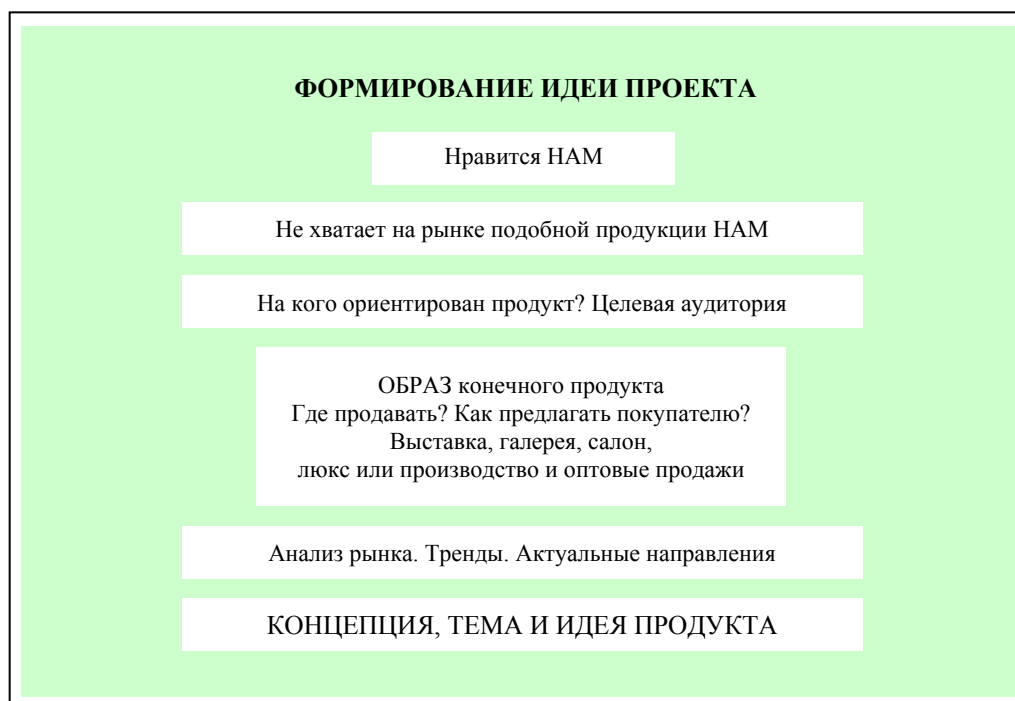 ФОРМИРОВАНИЕ ИДЕИ ПРОЕКТА
Нравится НАМ
Не хватает на рынке подобной продукции НАМ
На кого ориентирован продукт? Целевая аудитория
ОБРАЗ конечного продукта
Где продавать? Как предлагать покупателю?
Выставка, галерея, салон,
люкс или производство и оптовые продажи
Анализ рынка. Тренды. Актуальные направления
КОНЦЕПЦИЯ, ТЕМА И ИДЕЯ ПРОДУКТА